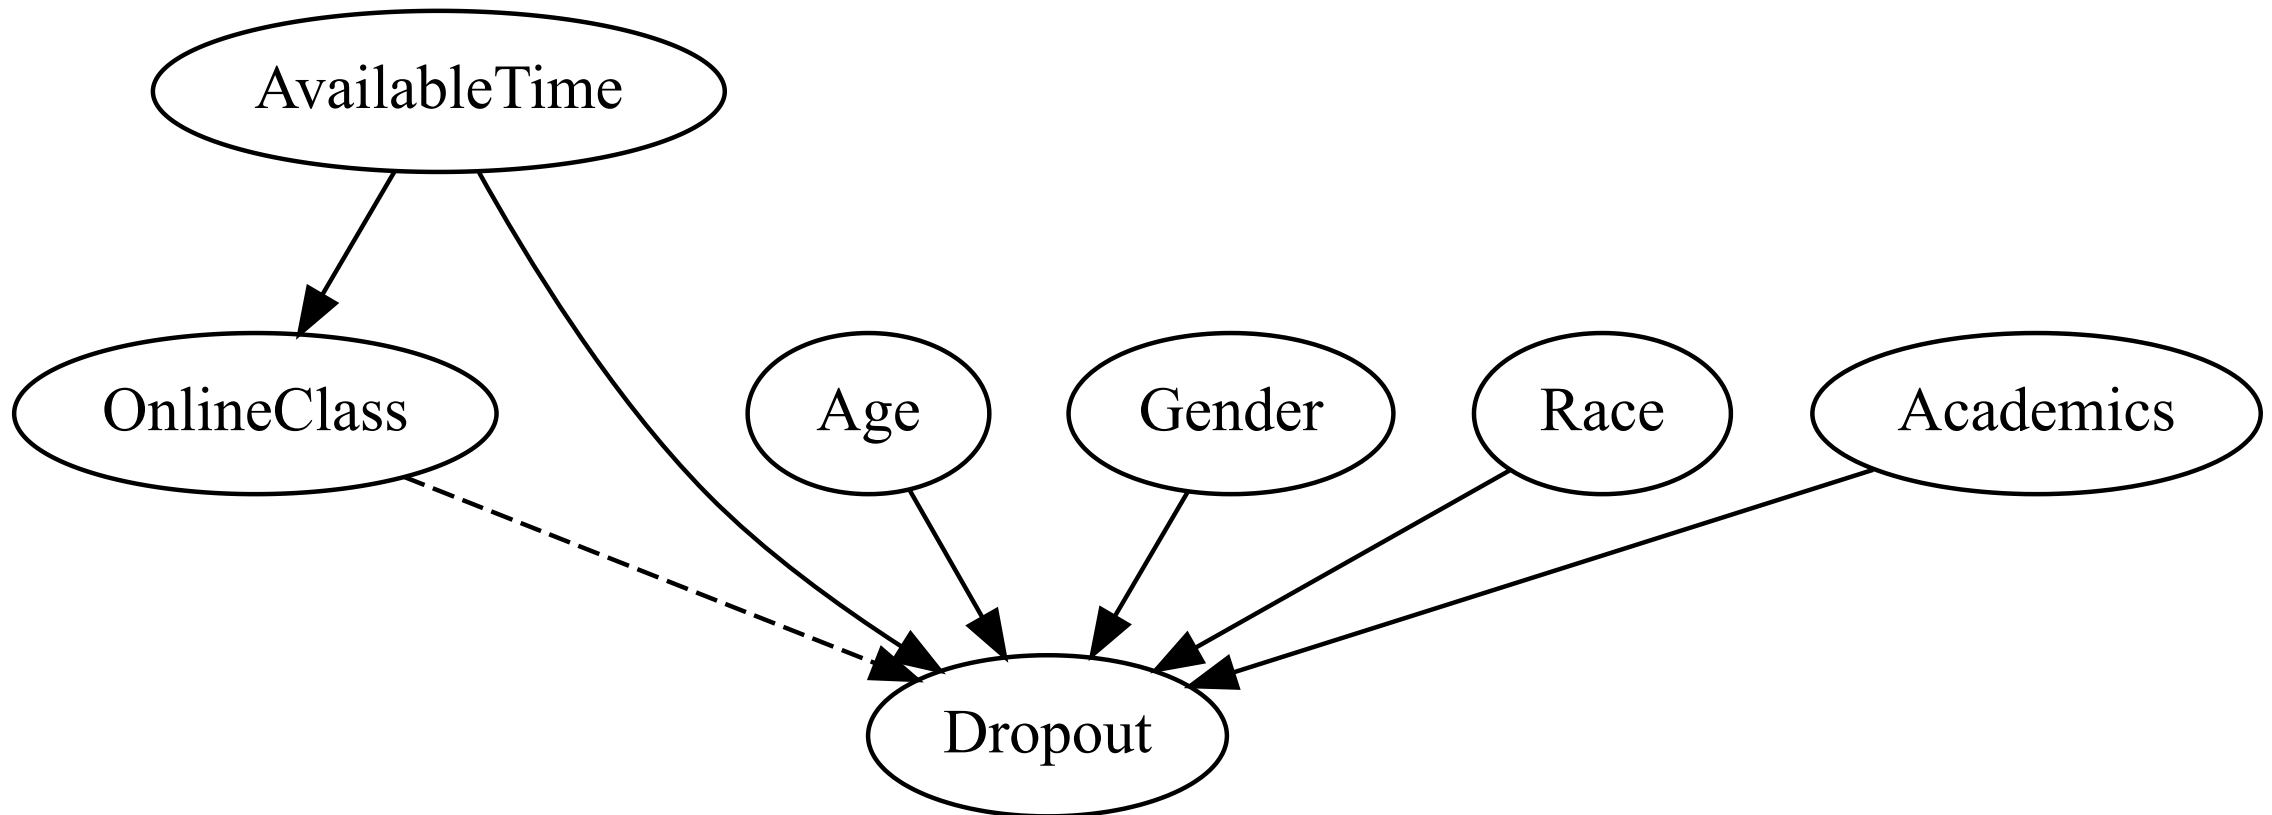 AvailableTime
OnlineClass
Age
Gender
Race
Academics
Dropout